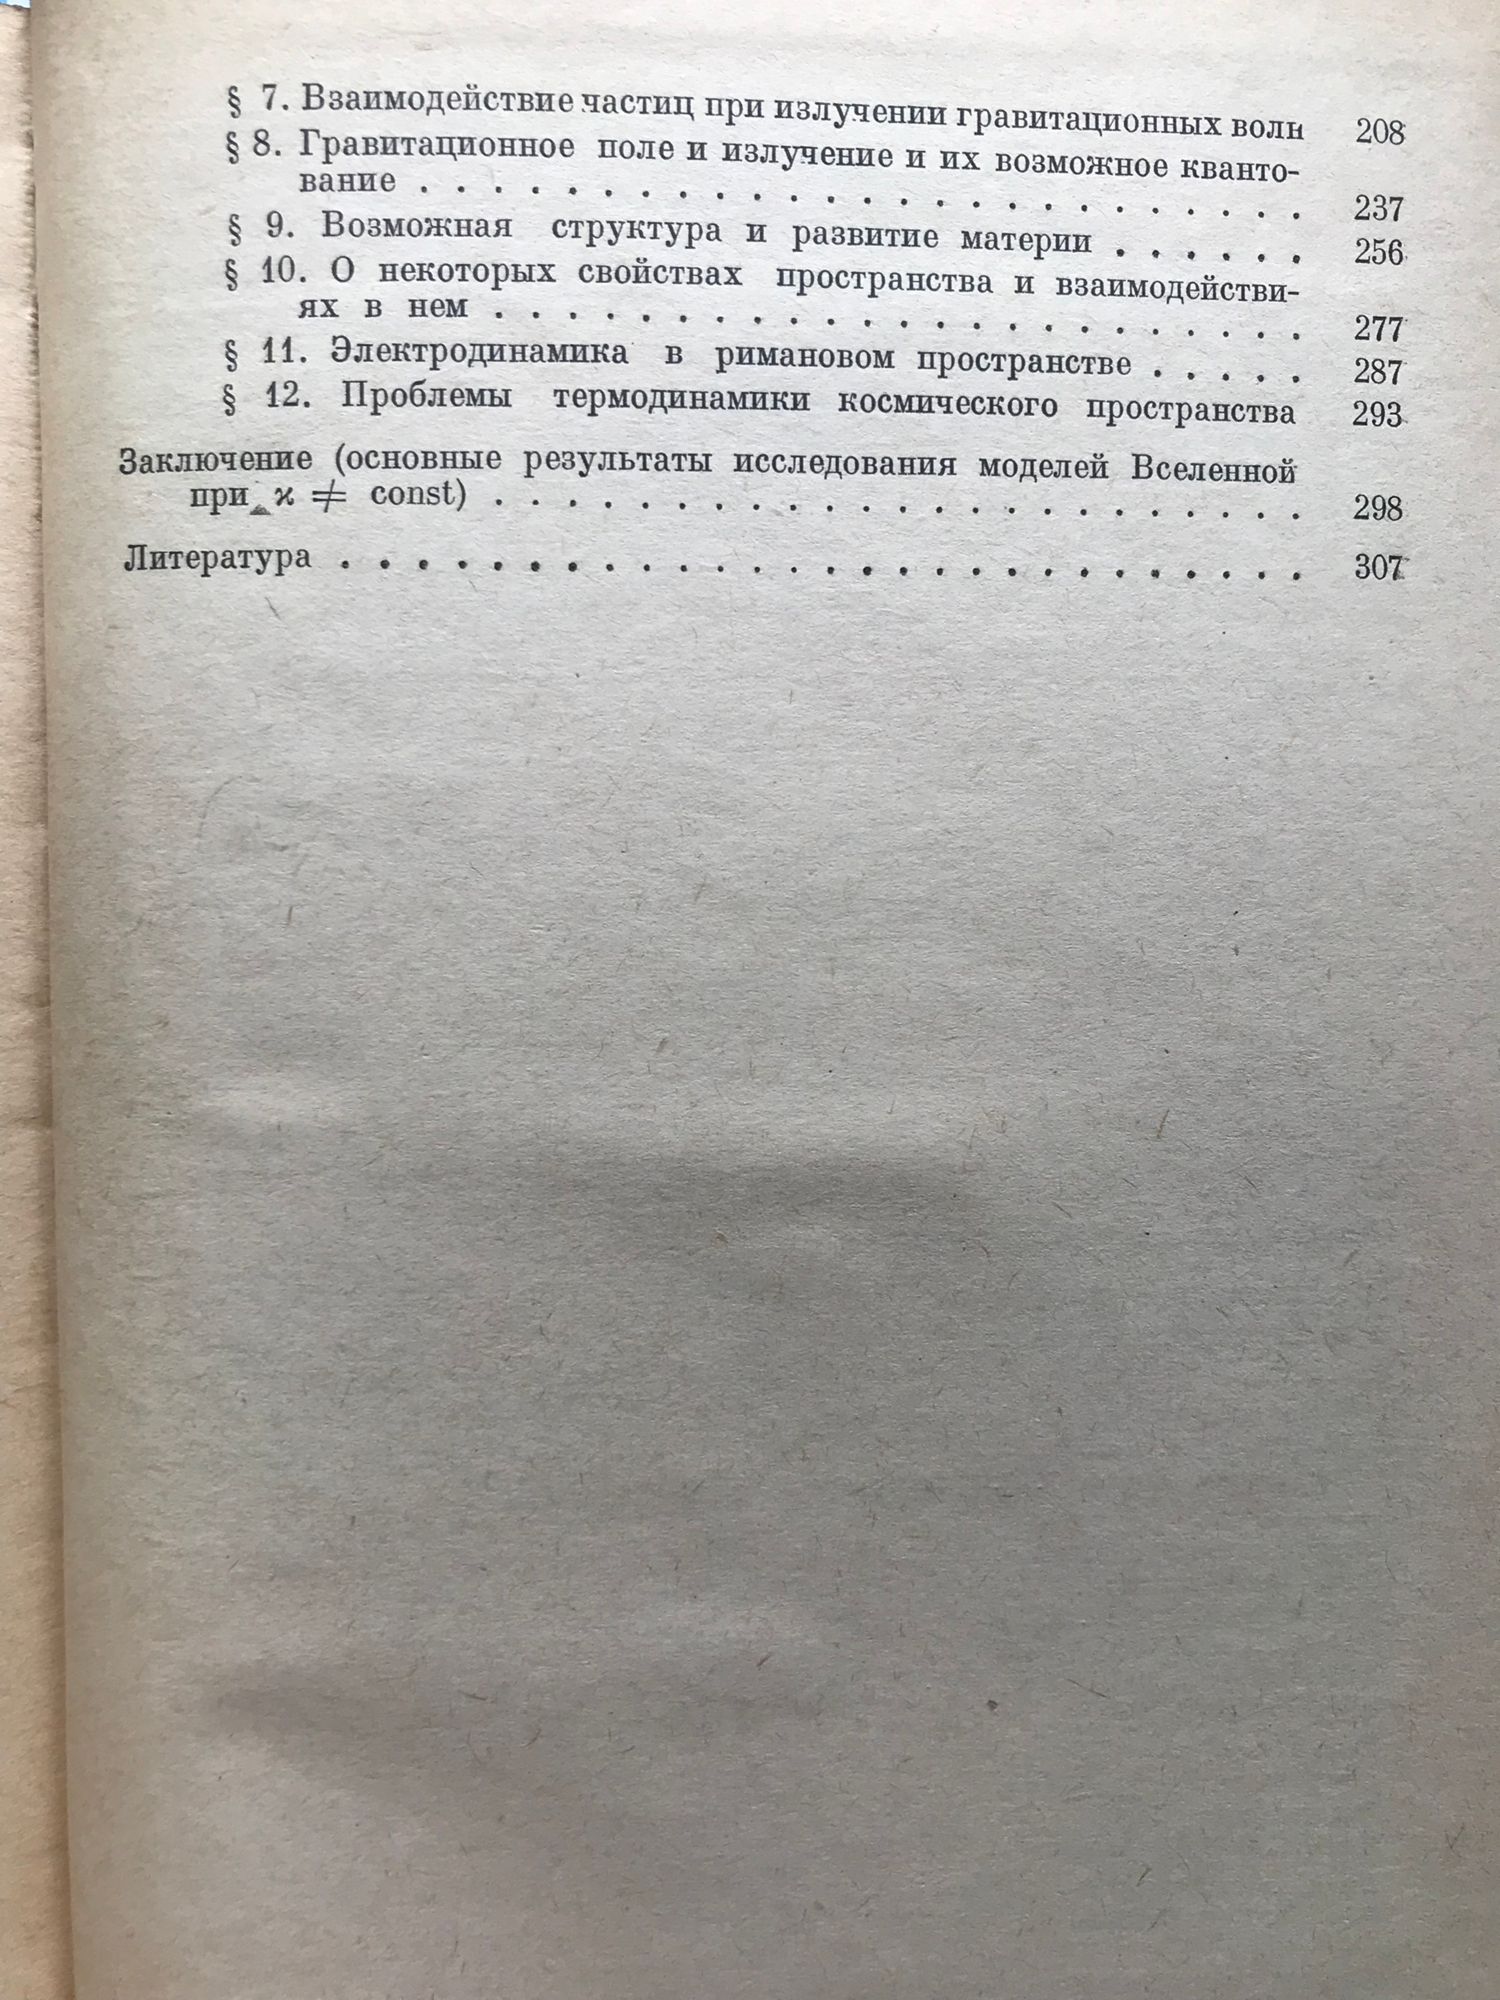 § 7. Взаимодействие частиц при излучении гравитационных волн 208
§ 8. Гравитационное поле и излучение и их возможное кванто-
вание . . . . . . . . . . . . . . . . . . . . . . . . 237
§ 9. Возможная структура и развитие материи . . . . . . 256
§ 10. О некоторых свойствах пространства и взаимодействи-
ях в нем . . . . . . . . . . . . . . . . . . . . . . 277
§ 11. Электродинамика в римановом пространстве . . . . . 287
§ 12. Проблемы термодинамики космического пространства 293
Заключение (основные результаты исследования моделей Вселенной
при ϰ ≠ const) . . . . . . . . . . . . . . . . . . . . . . 298
Литература . . . . . . . . . . . . . . . . . . . . . . . . . . . 307